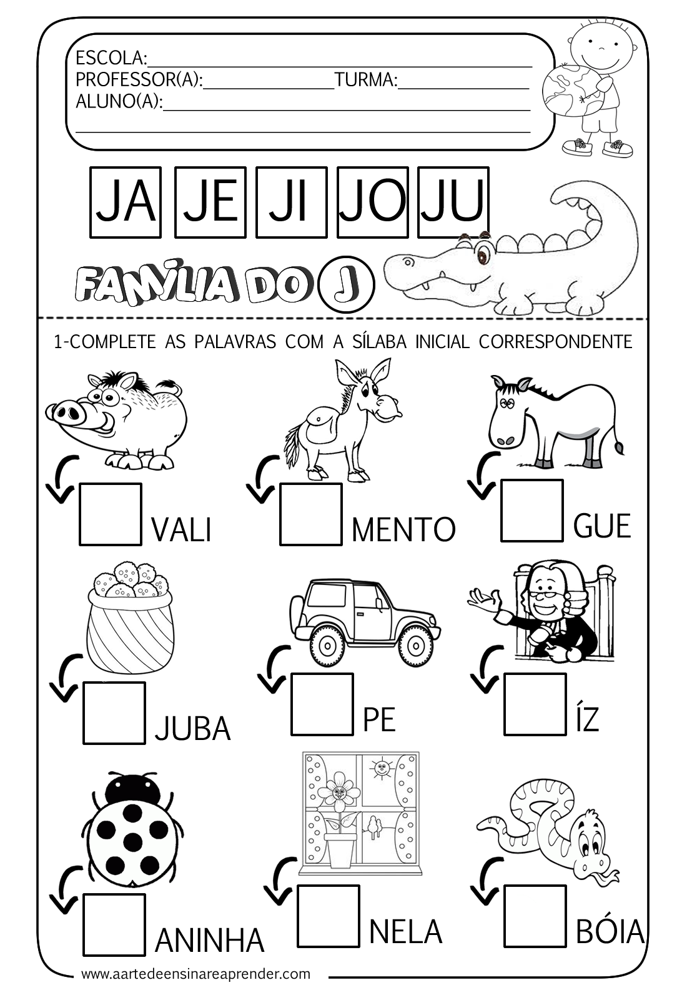 ESCOLA:
PROFESSOR(A): TURMA:
ALUNO(A):
JA JE JI JO JU
FAMÍLIA DO J
1-COMPLETE AS PALAVRAS COM A SÍLABA INICIAL CORRESPONDENTE
VALI MENTO GUE
JUBA PE ÍZ
ANINHA NELA BÓIA
www.aartedeensinareaprender.com